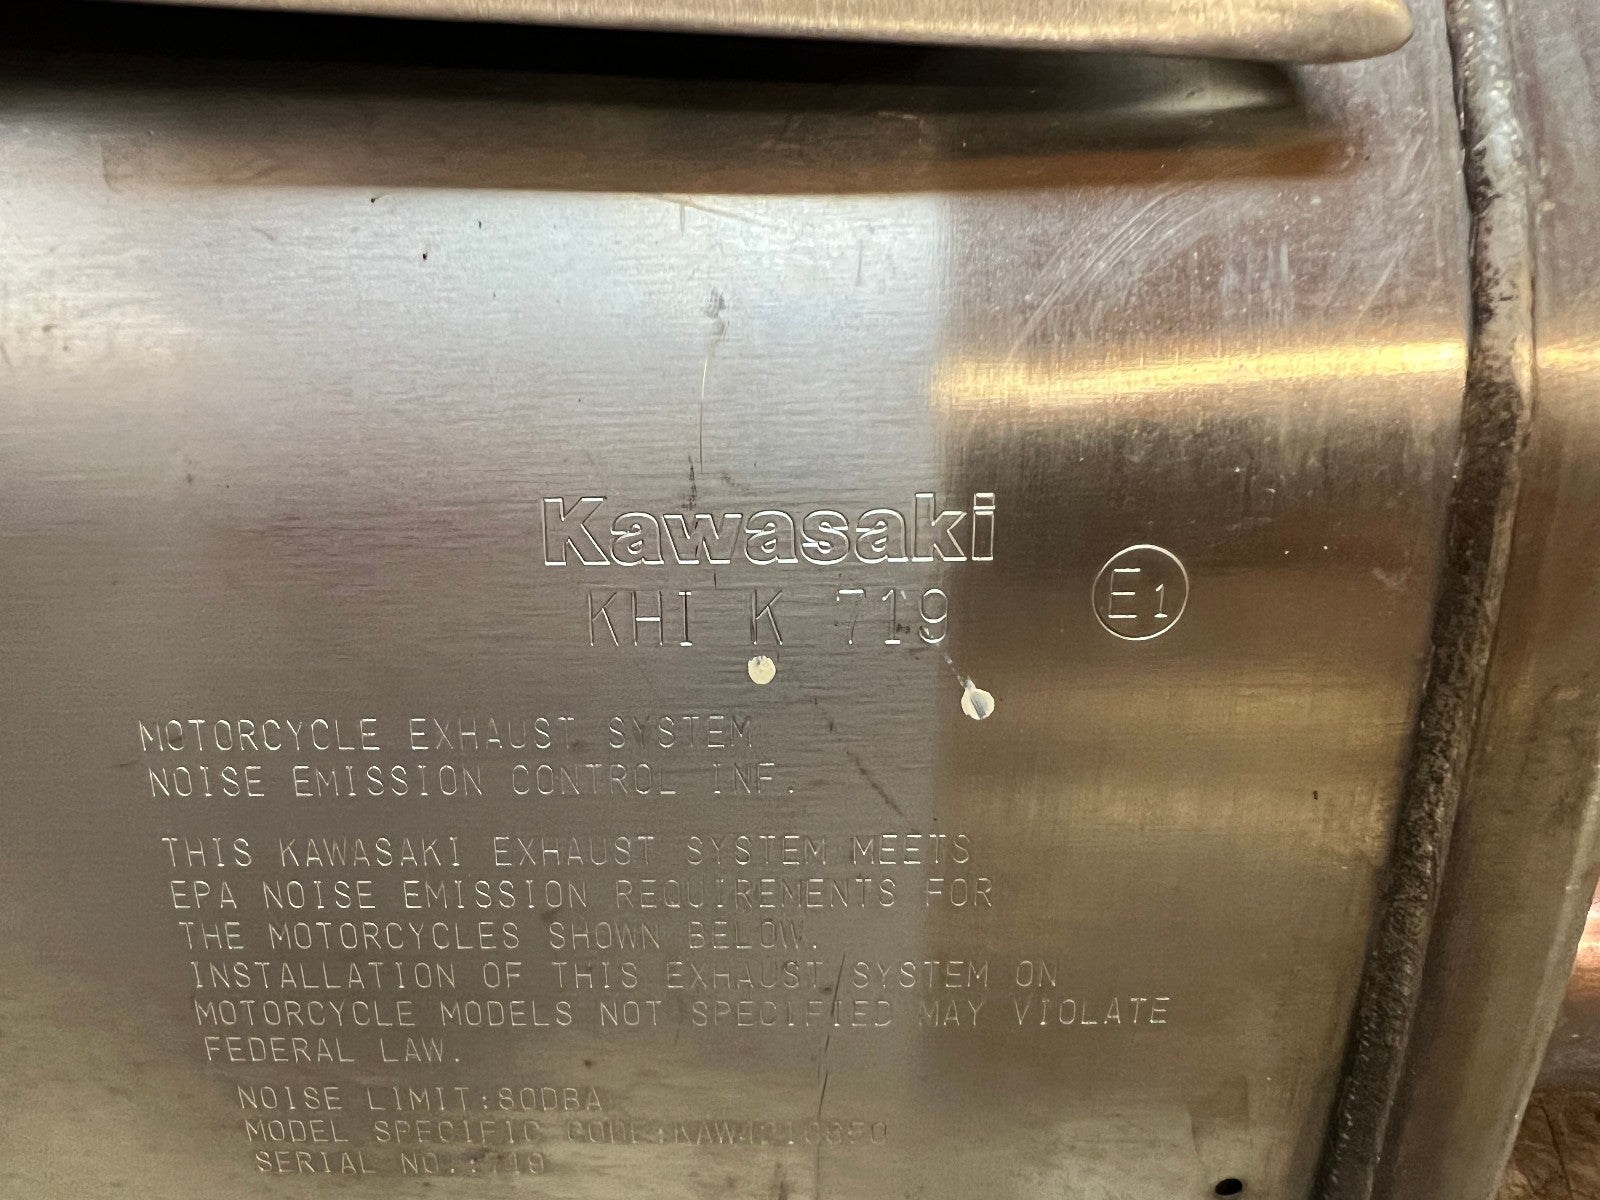 Kawasaki
KHI K 719
E1
MOTORCYCLE EXHAUST SYSTEM
NOISE EMISSION CONTROL INF.
THIS KAWASAKI EXHAUST SYSTEM MEETS
EPA NOISE EMISSION REQUIREMENTS FOR
THE MOTORCYCLES SHOWN BELOW.
INSTALLATION OF THIS EXHAUST SYSTEM ON
MOTORCYCLE MODELS NOT SPECIFIED MAY VIOLATE
FEDERAL LAW.
NOISE LIMIT:80DBA
MODEL SPECIFIC CODE:
SERIAL NO.:719